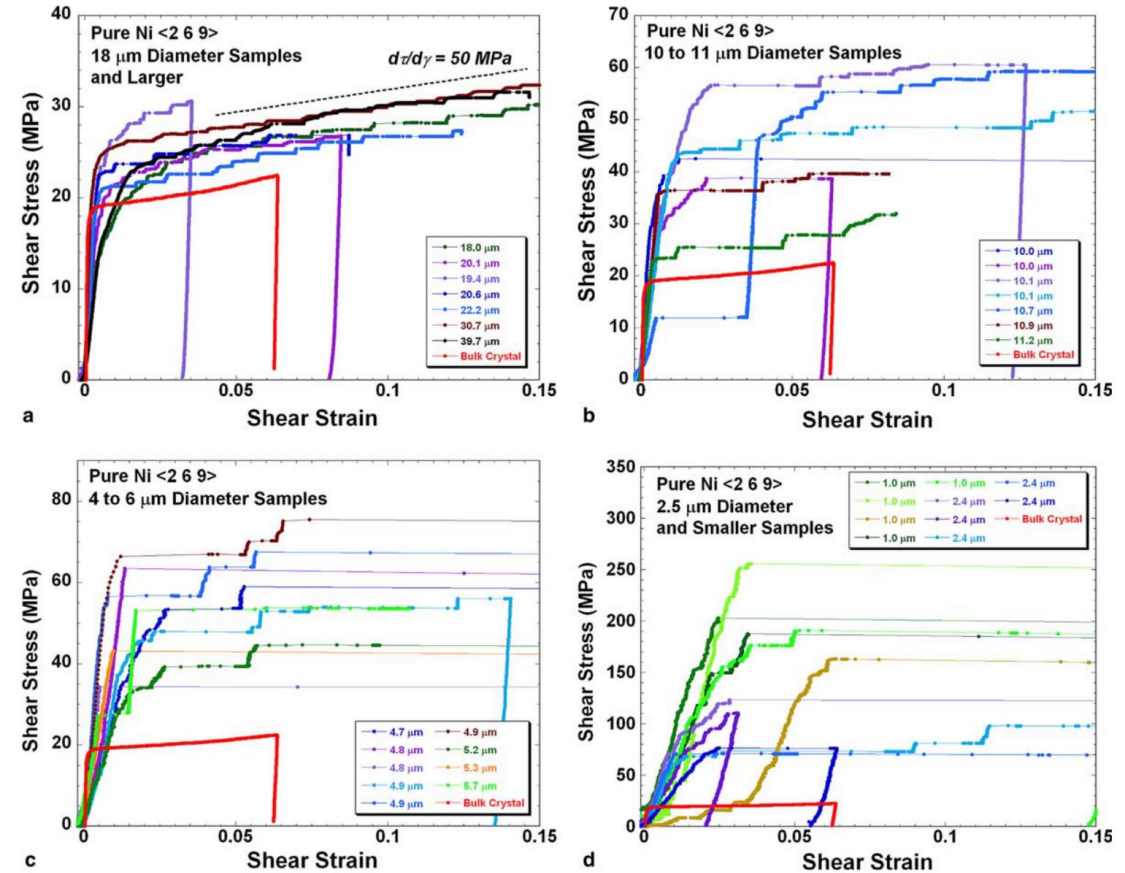 Pure Ni <2 6 9>
18 μm Diameter Samples
and Larger
dτ/dγ = 50 MPa
40
30
20
10
0
Shear Stress (MPa)
18.0 μm
20.1 μm
19.4 μm
20.6 μm
22.2 μm
30.7 μm
39.7 μm
Bulk Crystal
0
0.05
0.1
0.15
Shear Strain
a
Pure Ni <2 6 9>
10 to 11 μm Diameter Samples
70
60
50
40
30
20
10
0
Shear Stress (MPa)
10.0 μm
10.0 μm
10.1 μm
10.1 μm
10.7 μm
10.9 μm
11.2 μm
Bulk Crystal
0
0.05
0.1
0.15
Shear Strain
b
Pure Ni <2 6 9>
4 to 6 μm Diameter Samples
80
60
40
20
0
Shear Stress (MPa)
4.7 μm
4.9 μm
4.8 μm
5.2 μm
4.8 μm
5.3 μm
4.9 μm
5.7 μm
4.9 μm
Bulk Crystal
0
0.05
0.1
0.15
Shear Strain
c
Pure Ni <2 6 9>
2.5 μm Diameter
and Smaller Samples
350
300
250
200
150
100
50
0
Shear Stress (MPa)
1.0 μm
1.0 μm
2.4 μm
1.0 μm
2.4 μm
2.4 μm
1.0 μm
2.4 μm
Bulk Crystal
1.0 μm
2.4 μm
0
0.05
0.1
0.15
Shear Strain
d